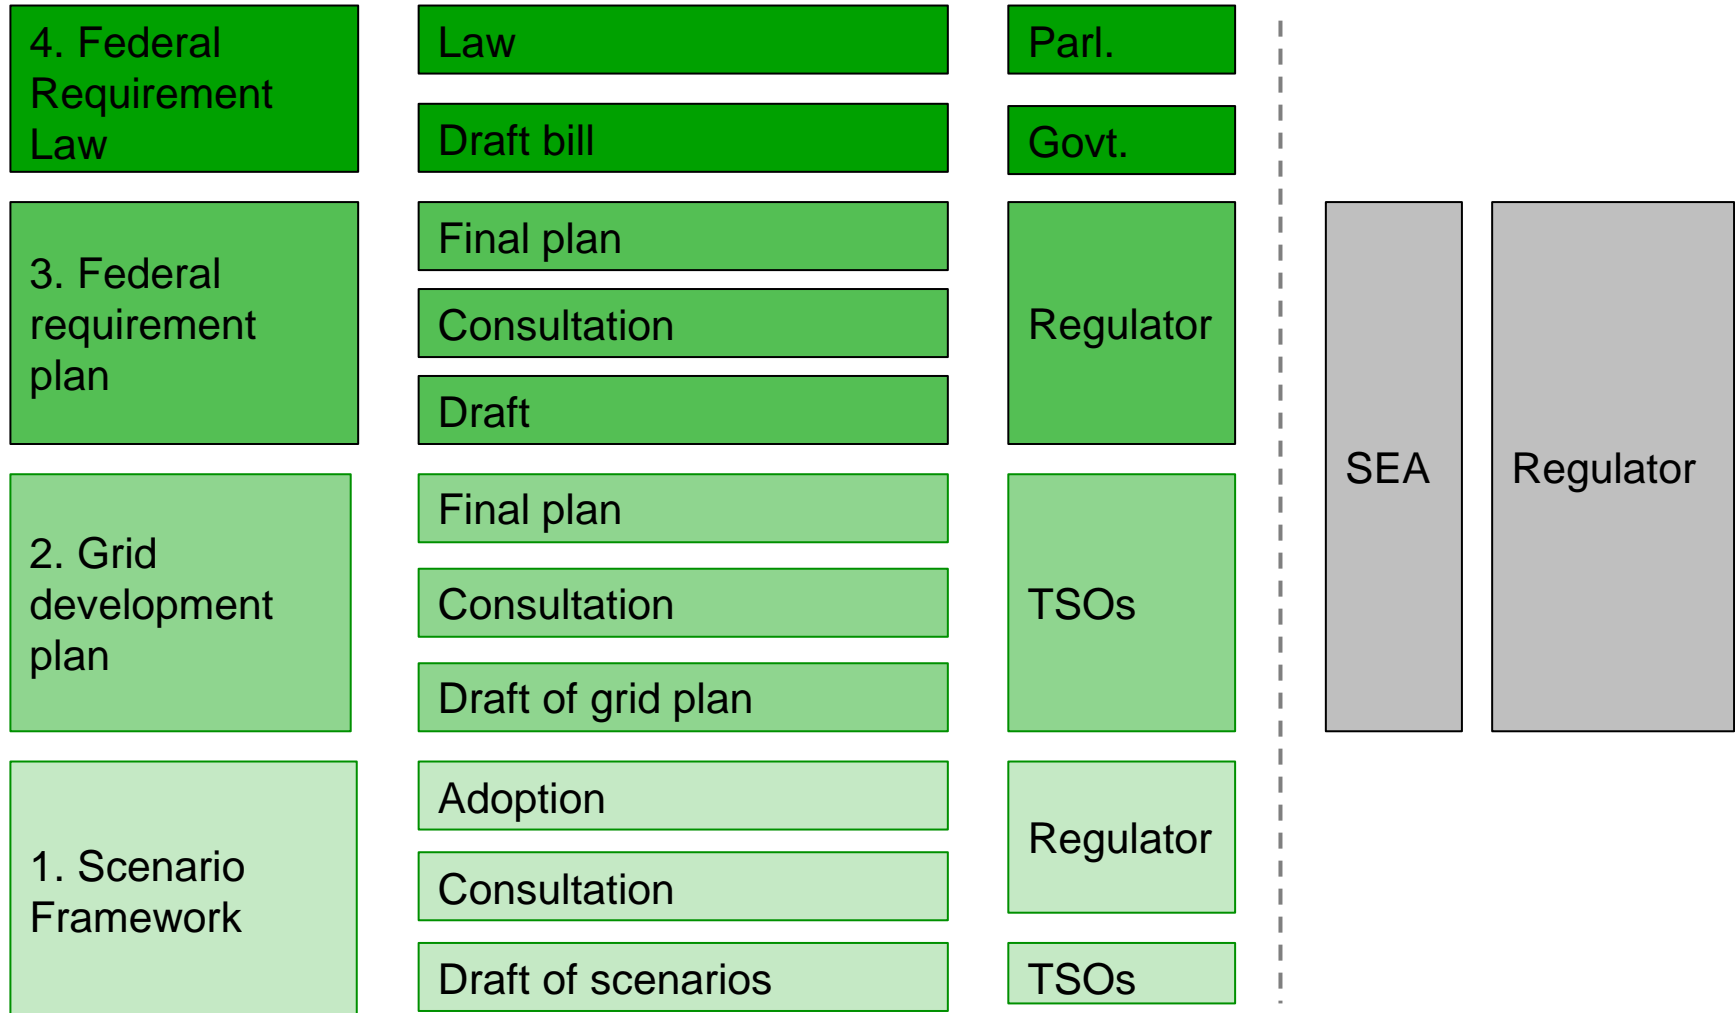 4. Federal
Requirement
Law
Law
Parl.
Draft bill
Govt.
3. Federal
requirement
plan
Final plan
Consultation
Draft
Regulator
SEA
Regulator
2. Grid
development
plan
Final plan
Consultation
Draft of grid plan
TSOs
1. Scenario
Framework
Adoption
Consultation
Regulator
Draft of scenarios
TSOs